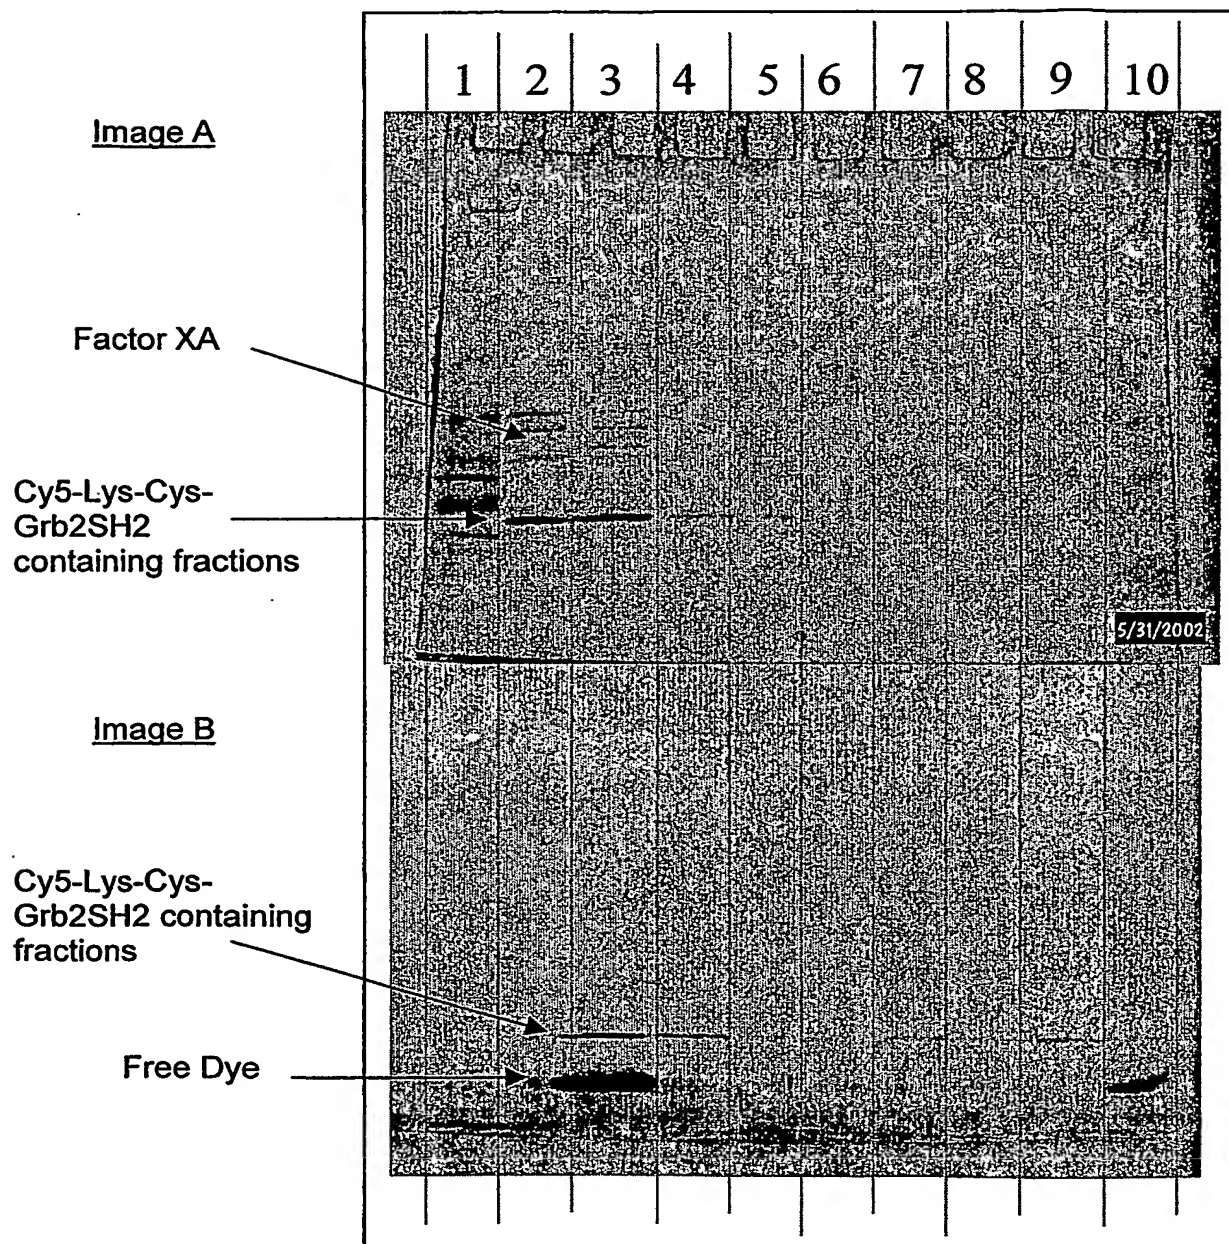 1 2 3 4 5 6 7 8 9 10
Image A
Factor XA
Cy5-Lys-Cys-
Grb2SH2
containing fractions
5/31/2002
Image B
Cy5-Lys-Cys-
Grb2SH2 containing
fractions
Free Dye